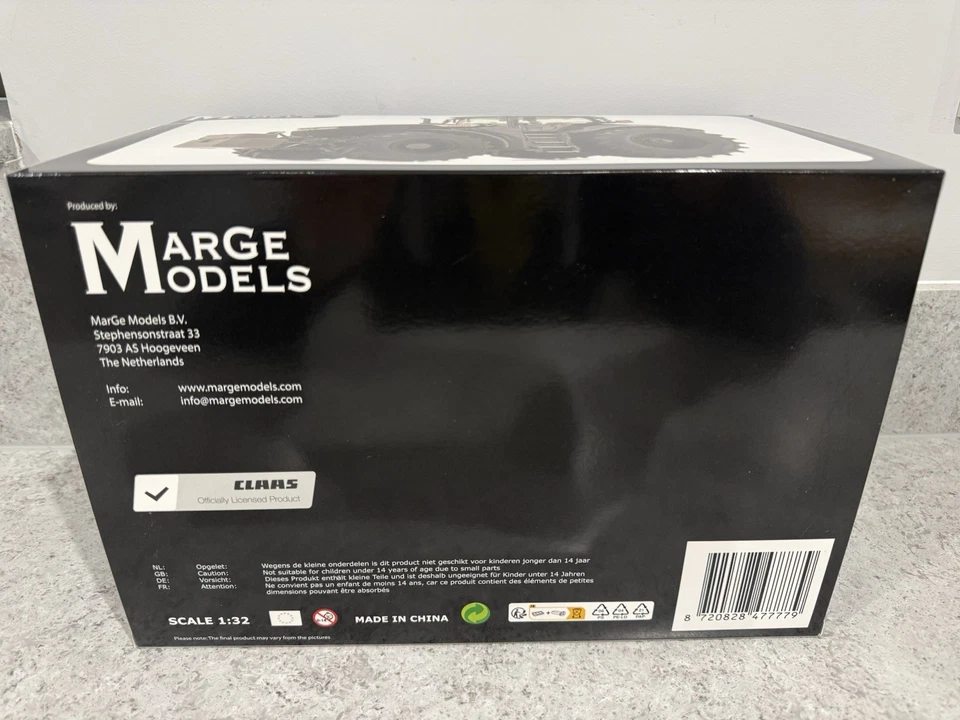 Produced by:
MARGE
MODELS
MarGe Models B.V.
Stephensonstraat 33
7903 AS Hoogeveen
The Netherlands
Info: www.margemodels.com
E-mail: info@margemodels.com
CLAAS
Officially Licensed Product
NL: Opgelet: Wegens de kleine onderdelen is dit product niet geschikt voor kinderen jonger dan 14 jaar
GB: Caution: Not suitable for children under 14 years of age due to small parts
DE: Vorsicht: Dieses Produkt enthält kleine Teile und ist deshalb ungeeignet für Kinder unter 14 Jahren
FR: Attention: Ne convient pas un enfant de moins 14 ans, car ce produit contient des éléments de petites
dimensions pouvant être absorbés
SCALE 1:32 MADE IN CHINA
Please note: The final product may vary from the pictures
8 720828 477779